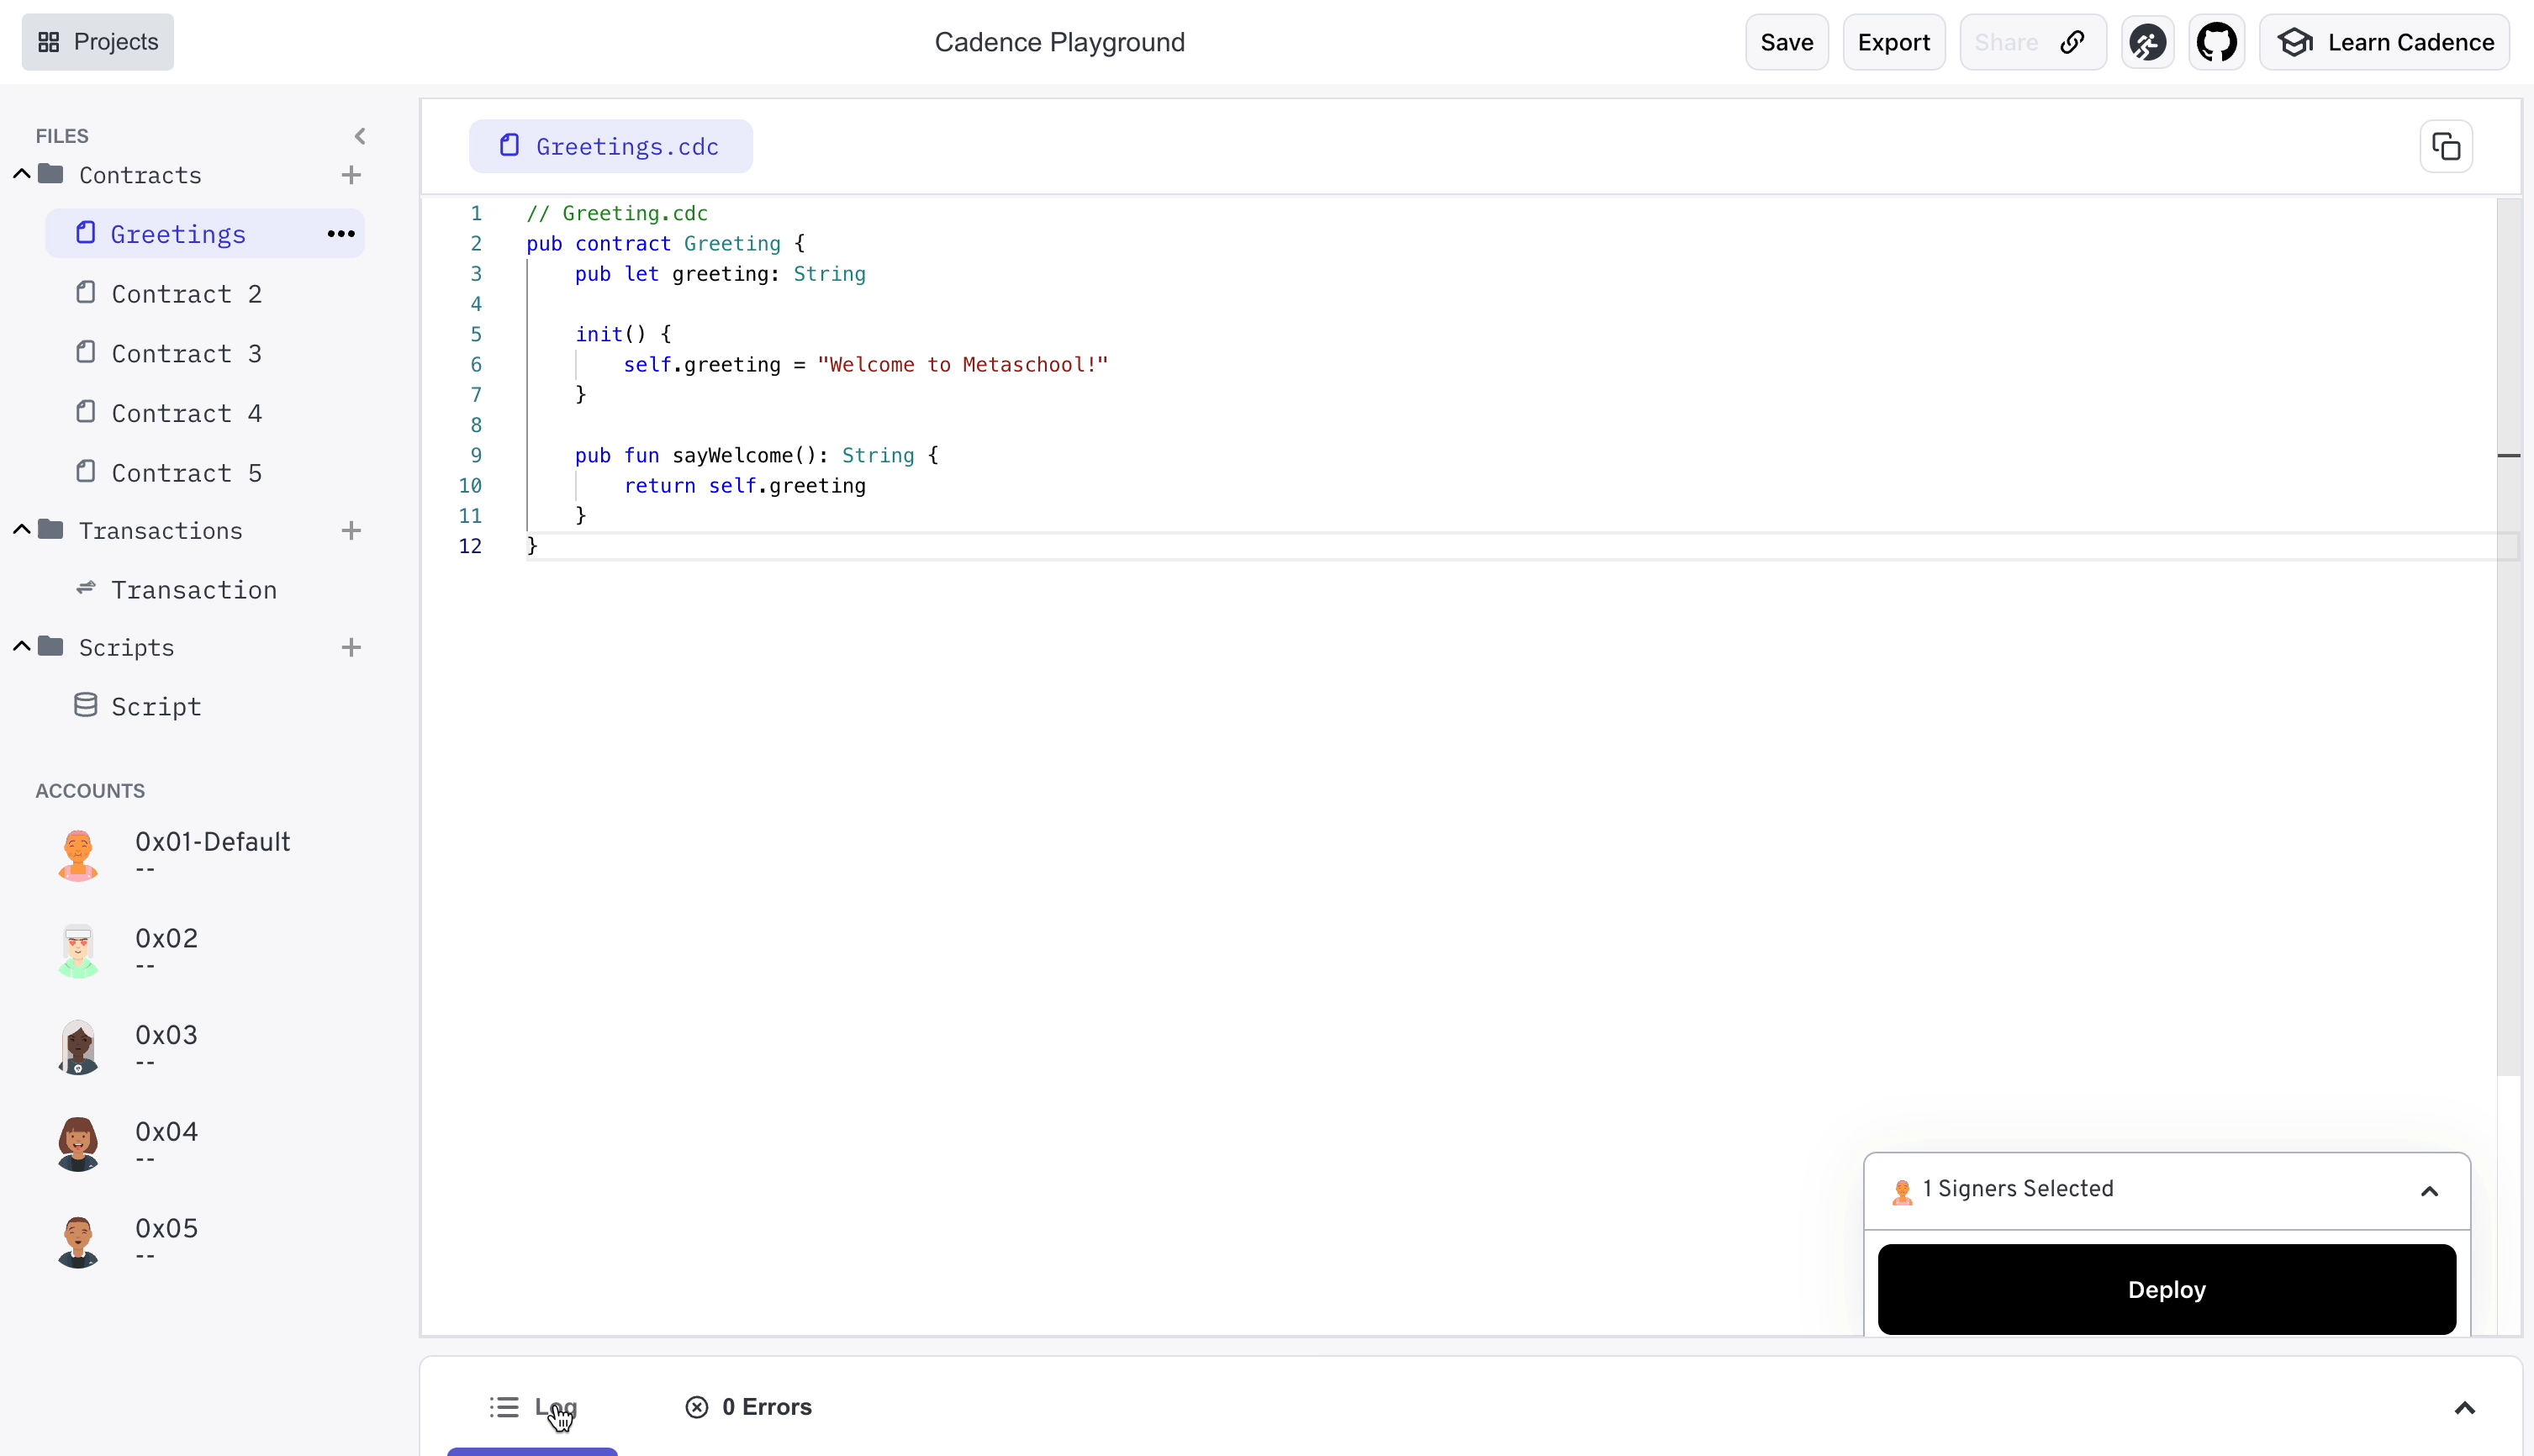 Projects
Cadence Playground
Save
Export
Share
Learn Cadence
FILES
Contracts
Greetings
Contract 2
Contract 3
Contract 4
Contract 5
Transactions
Transaction
Scripts
Script
ACCOUNTS
0x01-Default
--
0x02
--
0x03
--
0x04
--
0x05
--
Greetings.cdc
1 // Greeting.cdc
2 pub contract Greeting {
3 pub let greeting: String
4
5 init() {
6 self.greeting = "Welcome to Metaschool!"
7 }
8
9 pub fun sayWelcome(): String {
10 return self.greeting
11 }
12 }
1 Signers Selected
Deploy
Log
0 Errors